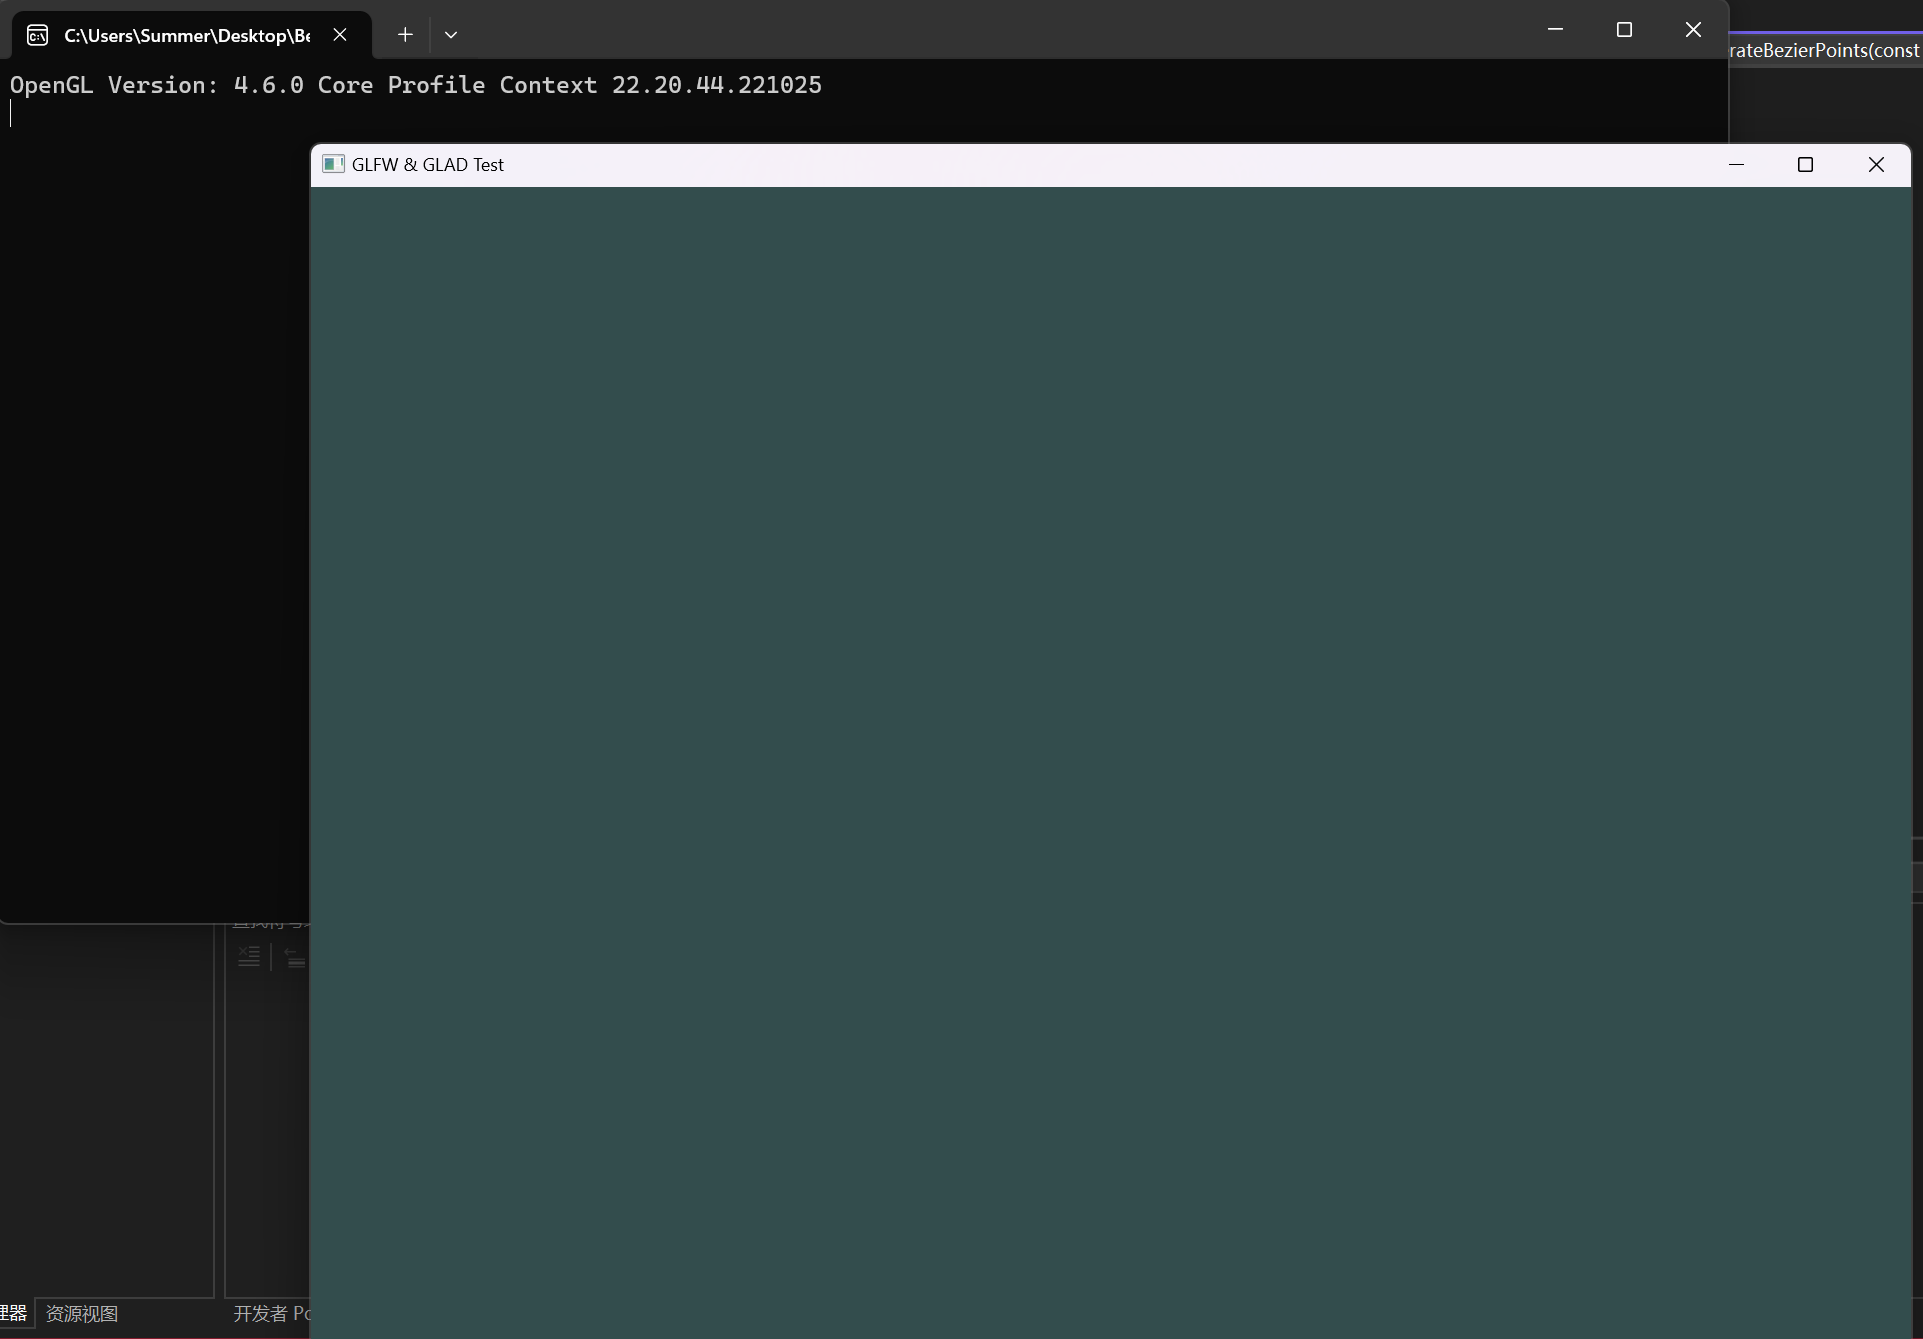 C:\Users\Summer\Desktop\Be
OpenGL Version: 4.6.0 Core Profile Context 22.20.44.221025
rateBezierPoints(const
GLFW & GLAD Test
理器
资源视图
开发者 Po